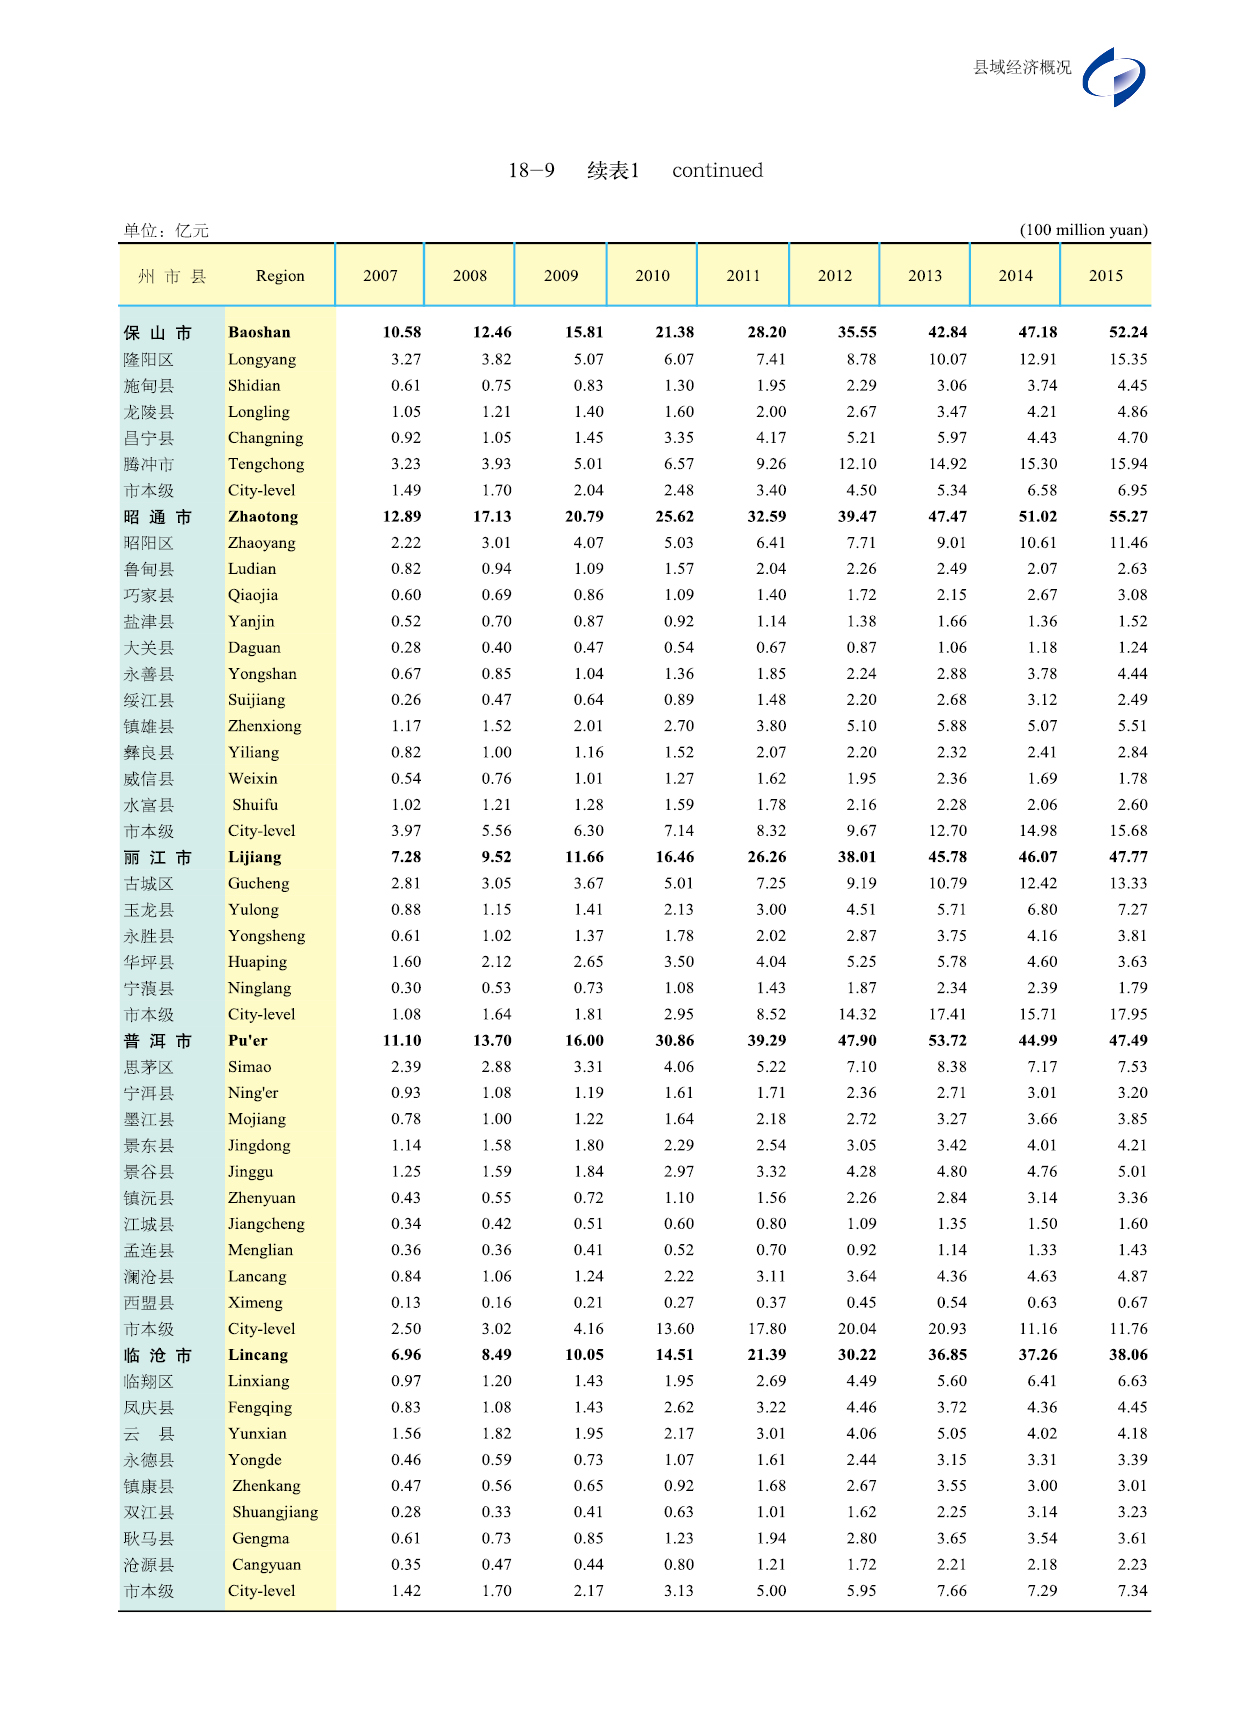 县域经济概况
18-9 续表1 continued
单位：亿元 (100 million yuan)
州市县 Region 2007 2008 2009 2010 2011 2012 2013 2014 2015
保山市 Baoshan 10.58 12.46 15.81 21.38 28.20 35.55 42.84 47.18 52.24
隆阳区 Longyang 3.27 3.82 5.07 6.07 7.41 8.78 10.07 12.91 15.35
施甸县 Shidian 0.61 0.75 0.83 1.30 1.95 2.29 3.06 3.74 4.45
龙陵县 Longling 1.05 1.21 1.40 1.60 2.00 2.67 3.47 4.21 4.86
昌宁县 Changning 0.92 1.05 1.45 3.35 4.17 5.21 5.97 4.43 4.70
腾冲市 Tengchong 3.23 3.93 5.01 6.57 9.26 12.10 14.92 15.30 15.94
市本级 City-level 1.49 1.70 2.04 2.48 3.40 4.50 5.34 6.58 6.95
昭通市 Zhaotong 12.89 17.13 20.79 25.62 32.59 39.47 47.47 51.02 55.27
昭阳区 Zhaoyang 2.22 3.01 4.07 5.03 6.41 7.71 9.01 10.61 11.46
鲁甸县 Ludian 0.82 0.94 1.09 1.57 2.04 2.26 2.49 2.07 2.63
巧家县 Qiaojia 0.60 0.69 0.86 1.09 1.40 1.72 2.15 2.67 3.08
盐津县 Yanjin 0.52 0.70 0.87 0.92 1.14 1.38 1.66 1.36 1.52
大关县 Daguan 0.28 0.40 0.47 0.54 0.67 0.87 1.06 1.18 1.24
永善县 Yongshan 0.67 0.85 1.04 1.36 1.85 2.24 2.88 3.78 4.44
绥江县 Suijiang 0.26 0.47 0.64 0.89 1.48 2.20 2.68 3.12 2.49
镇雄县 Zhenxiong 1.17 1.52 2.01 2.70 3.80 5.10 5.88 5.07 5.51
彝良县 Yiliang 0.82 1.00 1.16 1.52 2.07 2.20 2.32 2.41 2.84
威信县 Weixin 0.54 0.76 1.01 1.27 1.62 1.95 2.36 1.69 1.78
水富县 Shuifu 1.02 1.21 1.28 1.59 1.78 2.16 2.28 2.06 2.60
市本级 City-level 3.97 5.56 6.30 7.14 8.32 9.67 12.70 14.98 15.68
丽江市 Lijiang 7.28 9.52 11.66 16.46 26.26 38.01 45.78 46.07 47.77
古城区 Gucheng 2.81 3.05 3.67 5.01 7.25 9.19 10.79 12.42 13.33
玉龙县 Yulong 0.88 1.15 1.41 2.13 3.00 4.51 5.71 6.80 7.27
永胜县 Yongsheng 0.61 1.02 1.37 1.78 2.02 2.87 3.75 4.16 3.81
华坪县 Huaping 1.60 2.12 2.65 3.50 4.04 5.25 5.78 4.60 3.63
宁蒗县 Ninglang 0.30 0.53 0.73 1.08 1.43 1.87 2.34 2.39 1.79
市本级 City-level 1.08 1.64 1.81 2.95 8.52 14.32 17.41 15.71 17.95
普洱市 Pu'er 11.10 13.70 16.00 30.86 39.29 47.90 53.72 44.99 47.49
思茅区 Simao 2.39 2.88 3.31 4.06 5.22 7.10 8.38 7.17 7.53
宁洱县 Ning'er 0.93 1.08 1.19 1.61 1.71 2.36 2.71 3.01 3.20
墨江县 Mojiang 0.78 1.00 1.22 1.64 2.18 2.72 3.27 3.66 3.85
景东县 Jingdong 1.14 1.58 1.80 2.29 2.54 3.05 3.42 4.01 4.21
景谷县 Jinggu 1.25 1.59 1.84 2.97 3.32 4.28 4.80 4.76 5.01
镇沅县 Zhenyuan 0.43 0.55 0.72 1.10 1.56 2.26 2.84 3.14 3.36
江城县 Jiangcheng 0.34 0.42 0.51 0.60 0.80 1.09 1.35 1.50 1.60
孟连县 Menglian 0.36 0.36 0.41 0.52 0.70 0.92 1.14 1.33 1.43
澜沧县 Lancang 0.84 1.06 1.24 2.22 3.11 3.64 4.36 4.63 4.87
西盟县 Ximeng 0.13 0.16 0.21 0.27 0.37 0.45 0.54 0.63 0.67
市本级 City-level 2.50 3.02 4.16 13.60 17.80 20.04 20.93 11.16 11.76
临沧市 Lincang 6.96 8.49 10.05 14.51 21.39 30.22 36.85 37.26 38.06
临翔区 Linxiang 0.97 1.20 1.43 1.95 2.69 4.49 5.60 6.41 6.63
凤庆县 Fengqing 0.83 1.08 1.43 2.62 3.22 4.46 3.72 4.36 4.45
云县 Yunxian 1.56 1.82 1.95 2.17 3.01 4.06 5.05 4.02 4.18
永德县 Yongde 0.46 0.59 0.73 1.07 1.61 2.44 3.15 3.31 3.39
镇康县 Zhenkang 0.47 0.56 0.65 0.92 1.68 2.67 3.55 3.00 3.01
双江县 Shuangjiang 0.28 0.33 0.41 0.63 1.01 1.62 2.25 3.14 3.23
耿马县 Gengma 0.61 0.73 0.85 1.23 1.94 2.80 3.65 3.54 3.61
沧源县 Cangyuan 0.35 0.47 0.44 0.80 1.21 1.72 2.21 2.18 2.23
市本级 City-level 1.42 1.70 2.17 3.13 5.00 5.95 7.66 7.29 7.34